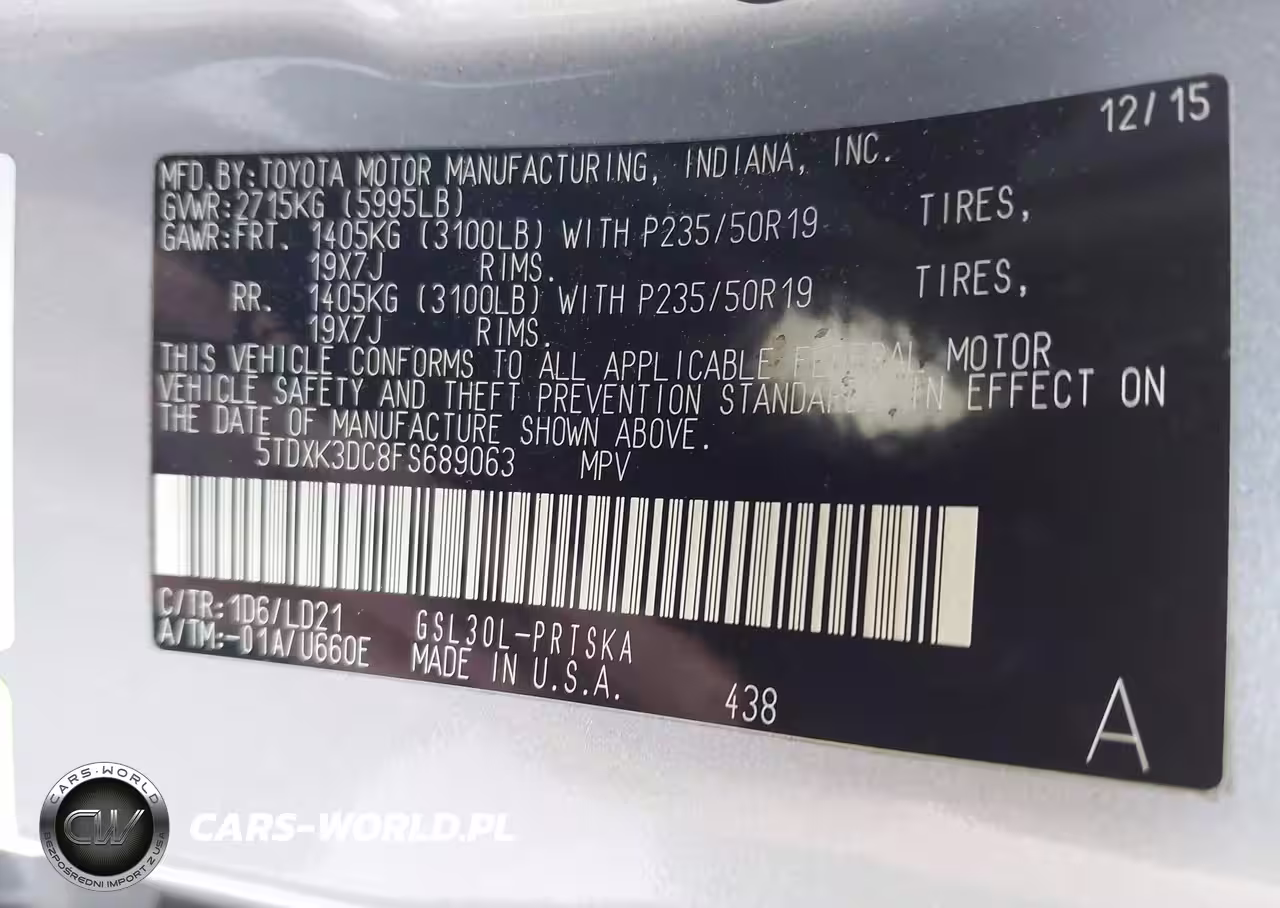 12/15
MFD.BY:TOYOTA MOTOR MANUFACTURING, INDIANA, INC.
GVWR:2715KG (5995LB)
GAWR:FRT. 1405KG (3100LB) WITH P235/50R19 TIRES,
19X7J RIMS.
RR. 1405KG (3100LB) WITH P235/50R19 TIRES,
19X7J RIMS.
THIS VEHICLE CONFORMS TO ALL APPLICABLE FEDERAL MOTOR
VEHICLE SAFETY AND THEFT PREVENTION STANDARDS IN EFFECT ON
THE DATE OF MANUFACTURE SHOWN ABOVE.
5TDXK3DC8FS689063 MPV
C/TR:1D6/LD21 GSL30L-PRTSKA
A/TM:-01A/U660E MADE IN U.S.A.
438
A
CARS-WORLD
CW
BEZPOŚREDNI IMPORT Z USA
CARS-WORLD.PL